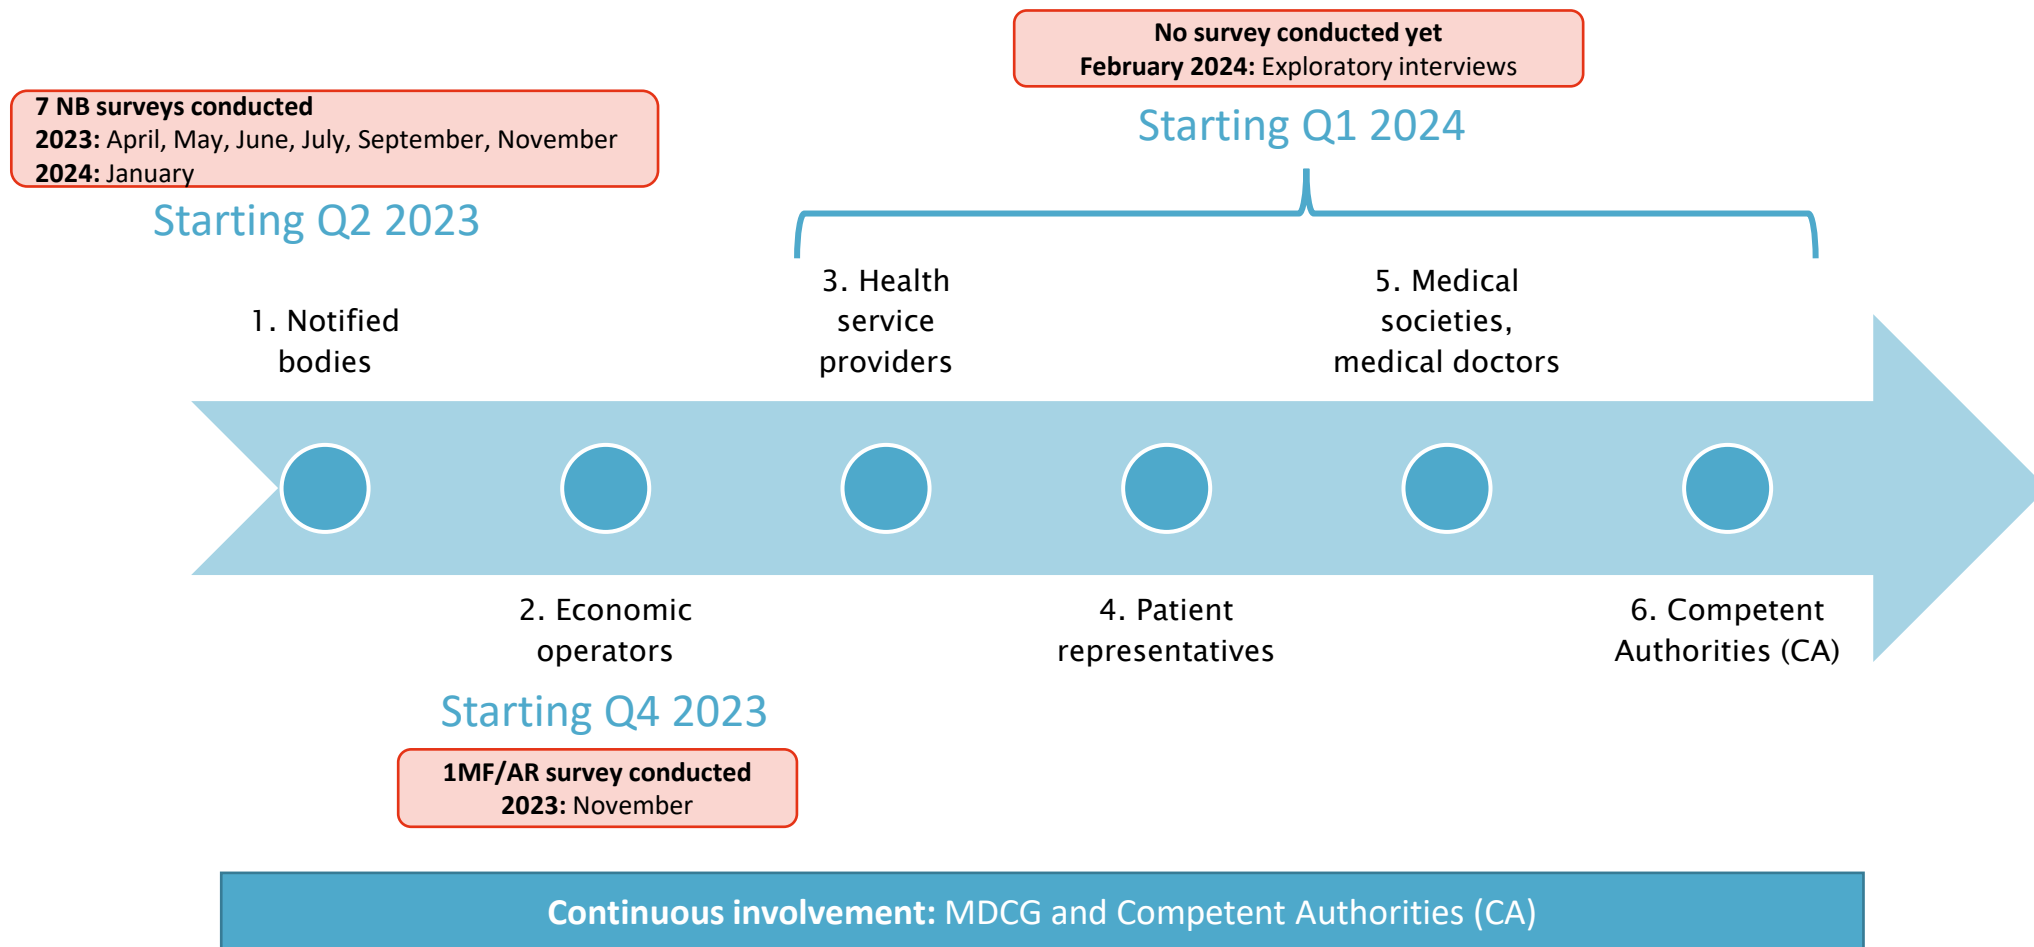 No survey conducted yet
February 2024: Exploratory interviews
Starting Q1 2024
7 NB surveys conducted
2023: April, May, June, July, September, November
2024: January
Starting Q2 2023
1. Notified
bodies
3. Health
service
providers
5. Medical
societies,
medical doctors
2. Economic
operators
4. Patient
representatives
6. Competent
Authorities (CA)
Starting Q4 2023
1MF/AR survey conducted
2023: November
Continuous involvement: MDCG and Competent Authorities (CA)